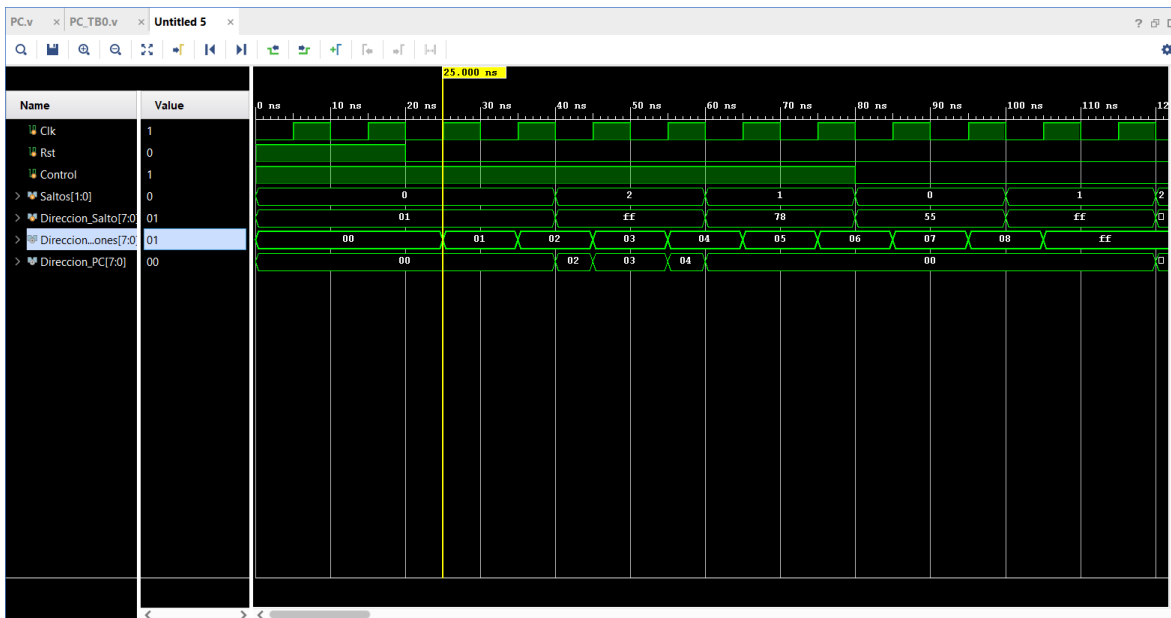 PC.v × PC_TB0.v × Untitled 5 ×
?
25.000 ns
Name Value 0 ns 10 ns 20 ns 30 ns 40 ns 50 ns 60 ns 70 ns 80 ns 90 ns 100 ns 110 ns 12
Clk 1
Rst 0
Control 1
Saltos[1:0] 0 0 2 1 0 1 2
Direccion_Salto[7:0 01 01 ff 78 55 ff
Direccion...ones[7:0 01 00 01 02 03 04 05 06 07 08 ff
Direccion_PC[7:0] 00 00 02 03 04 00